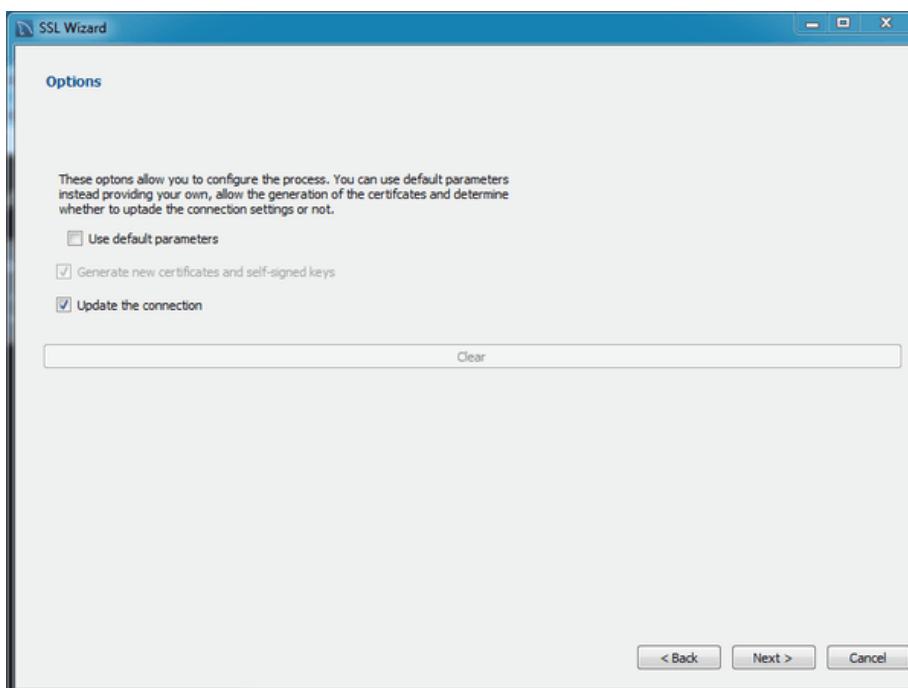 SSL Wizard
Options
These optons allow you to configure the process. You can use default parameters
instead providing your own, allow the generation of the certifcates and determine
whether to uptade the connection settings or not.
Use default parameters
Generate new certificates and self-signed keys
Update the connection
Clear
< Back Next > Cancel